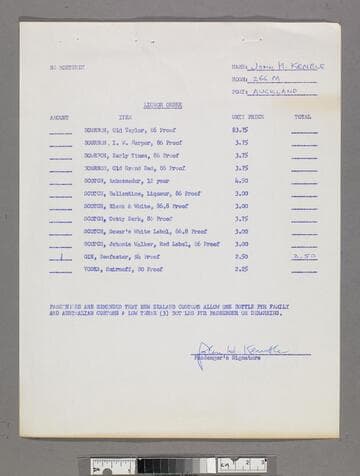 SS MONTEREY
NAME: John H. KEMBLE
ROOM: 266 M
PORT: AUCKLAND
LIQUOR ORDER
AMOUNT ITEM UNIT PRICE TOTAL
BOURBON, Old Taylor, 86 Proof $3.75
BOURBON, I. W. Harper, 86 Proof 3.75
BOURBON, Early Times, 86 Proof 3.75
BOURBON, Old Grand Dad, 86 Proof 3.75
SCOTCH, Ambassador, 12 year 4.50
SCOTCH, Ballantine, Liqueur, 86 Proof 3.00
SCOTCH, Black & White, 86.8 Proof 3.00
SCOTCH, Cutty Sark, 86 Proof 3.75
SCOTCH, Dewar's White Label, 86.8 Proof 3.00
SCOTCH, Johnnie Walker, Red Label, 86 Proof 3.00
1 GIN, Beefeater, 94 Proof 2.50 2.50
VODKA, Smirnoff, 80 Proof 2.25
PASSENGERS ARE REMINDED THAT NEW ZEALAND CUSTOMS ALLOW ONE BOTTLE PER FAMILY
AND AUSTRALIAN CUSTOMS A LOW THREE (3) BOTTLES PER PASSENGER ON DEBARKING.
John H. Kemble
Passenger's Signature